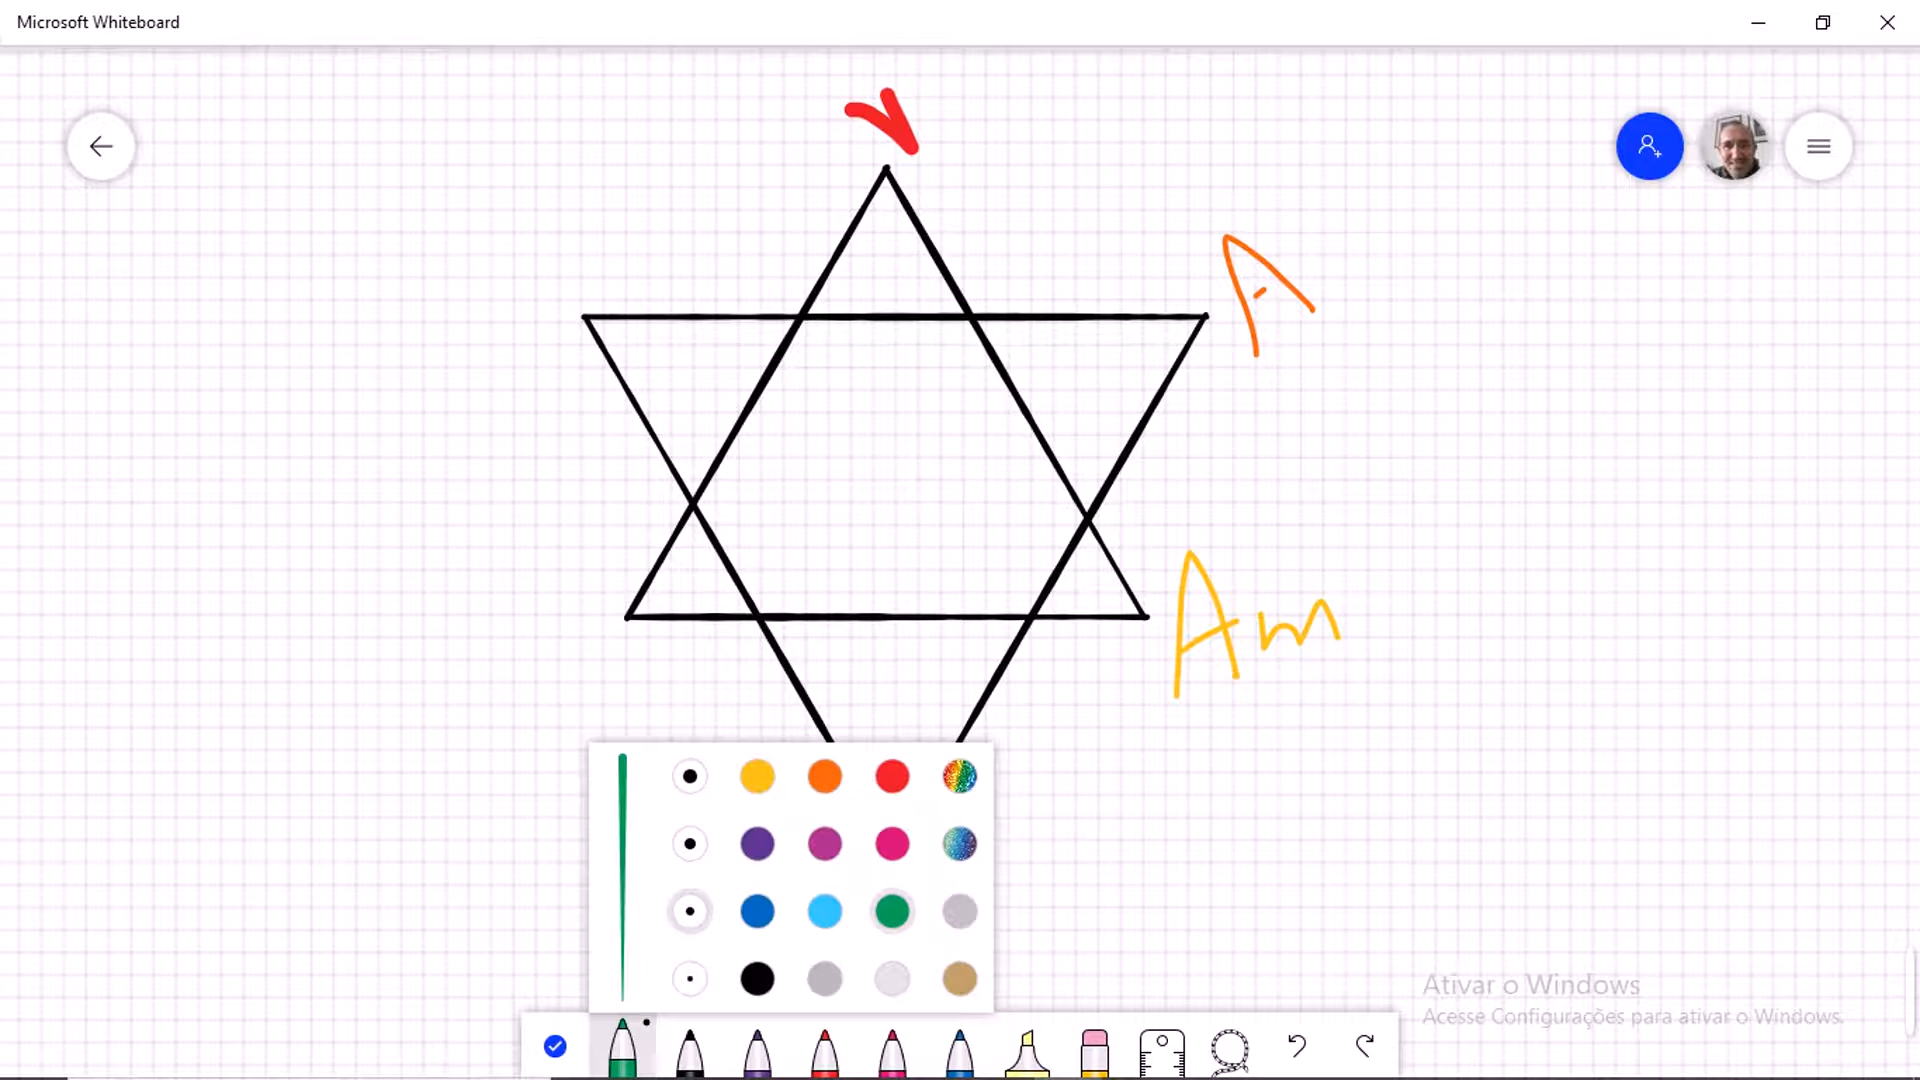 Microsoft Whiteboard
V
A
Am
Ativar o Windows
Acesse Configurações para ativar o Windows.